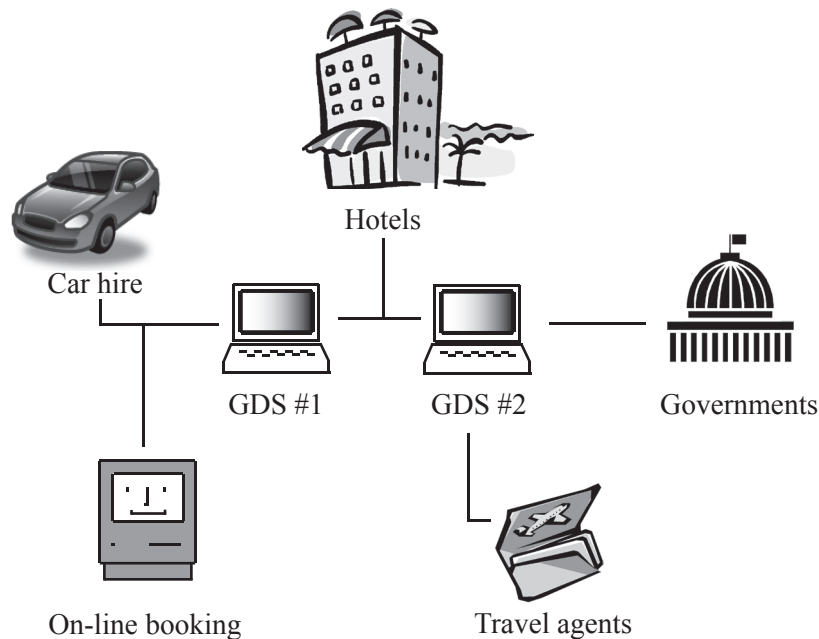 Hotels
Car hire
GDS #1
GDS #2
Governments
On-line booking
Travel agents